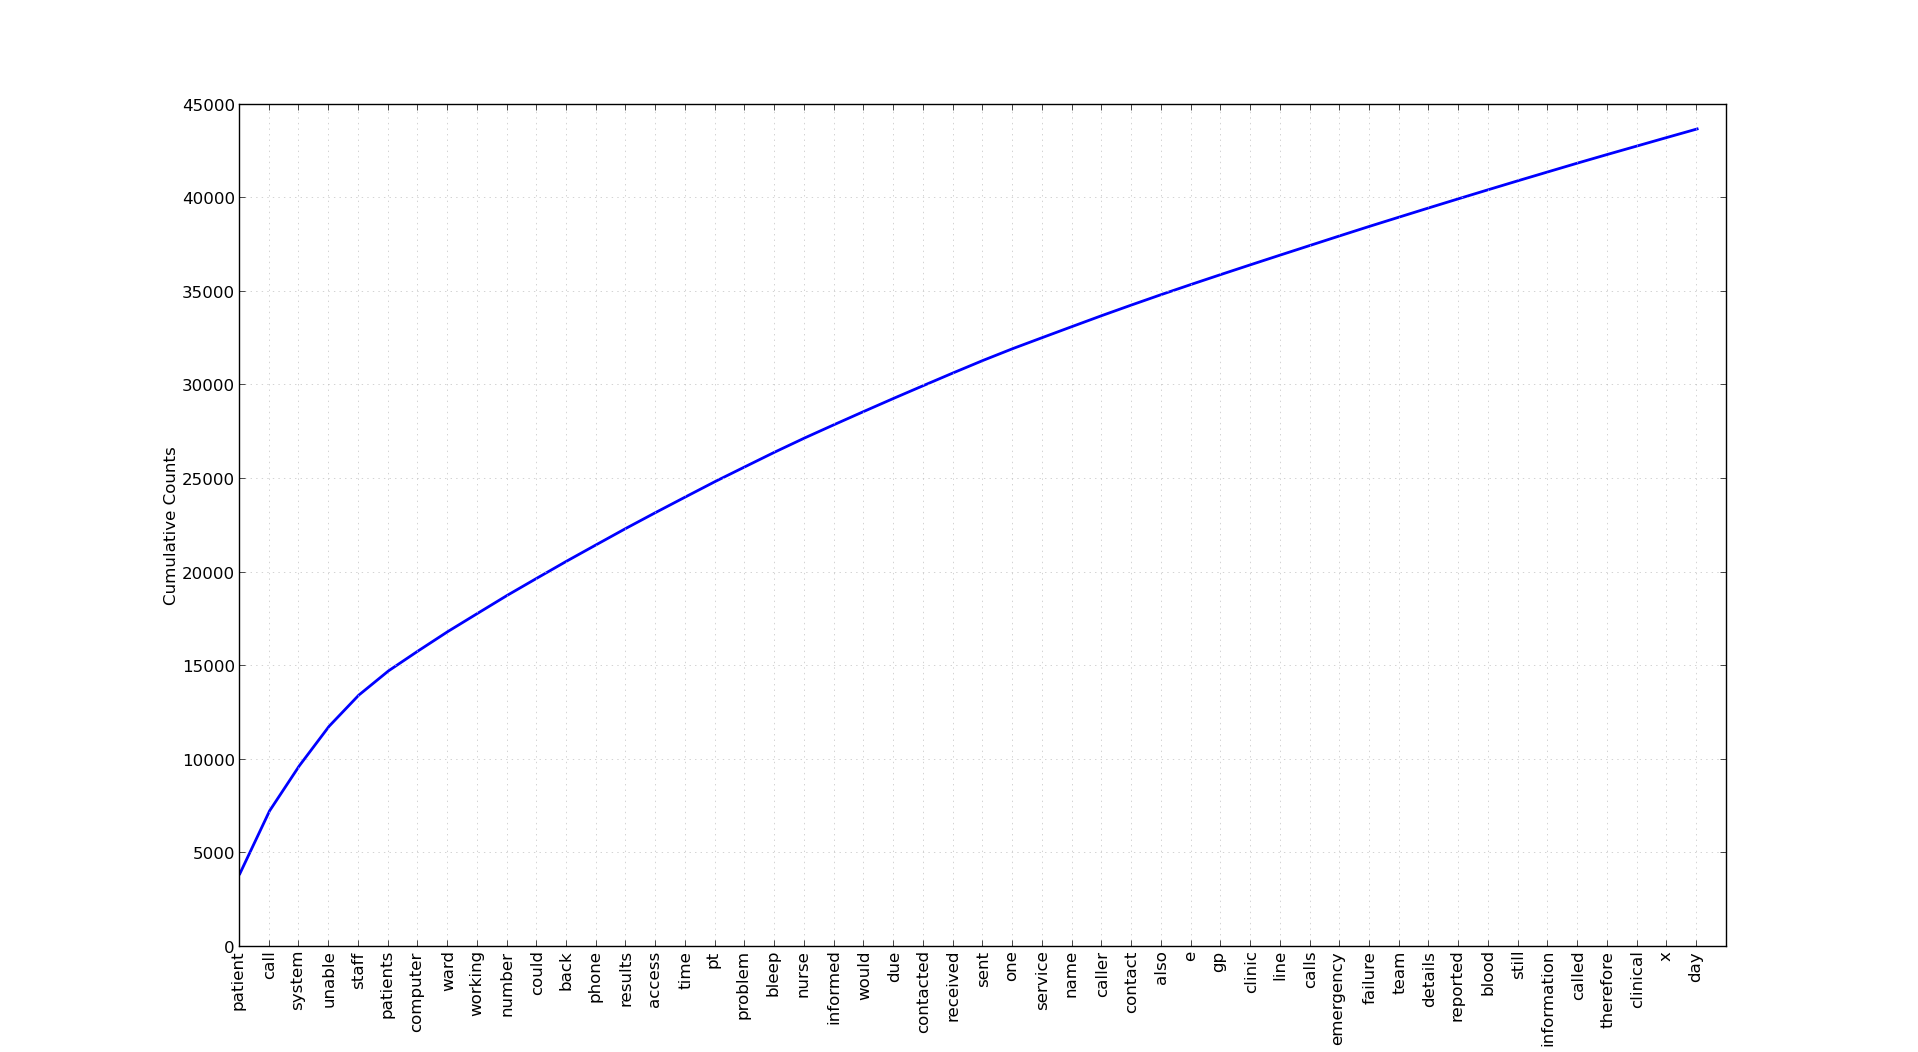 45000
40000
35000
30000
25000
20000
15000
10000
5000
0
Cumulative Counts
patient
call
system
unable
staff
patients
computer
ward
working
number
could
back
phone
results
access
time
pt
problem
bleep
nurse
informed
would
due
contacted
received
sent
one
service
name
caller
contact
also
e
gp
clinic
line
calls
emergency
failure
team
details
reported
blood
still
information
called
therefore
clinical
x
day